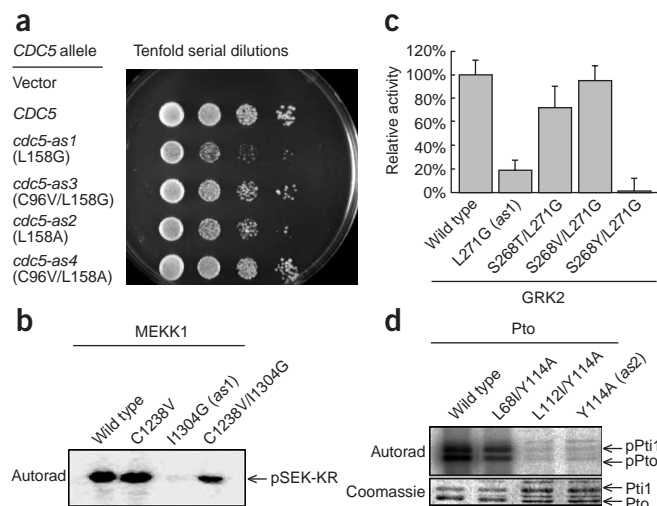 a
CDC5 allele
Tenfold serial dilutions
Vector
CDC5
cdc5-as1
(L158G)
cdc5-as3
(C96V/L158G)
cdc5-as2
(L158A)
cdc5-as4
(C96V/L158A)
b
MEKK1
Wild type
C1238V
I1304G (as1)
C1238V/I1304G
Autorad
pSEK-KR
c
Relative activity
120%
100%
80%
60%
40%
20%
0%
Wild type
L271G (as1)
S268T/L271G
S268V/L271G
S268Y/L271G
GRK2
d
Pto
Wild type
L68I/Y114A
L112I/Y114A
Y114A (as2)
Autorad
pPti1
pPto
Coomassie
Pti1
Pto